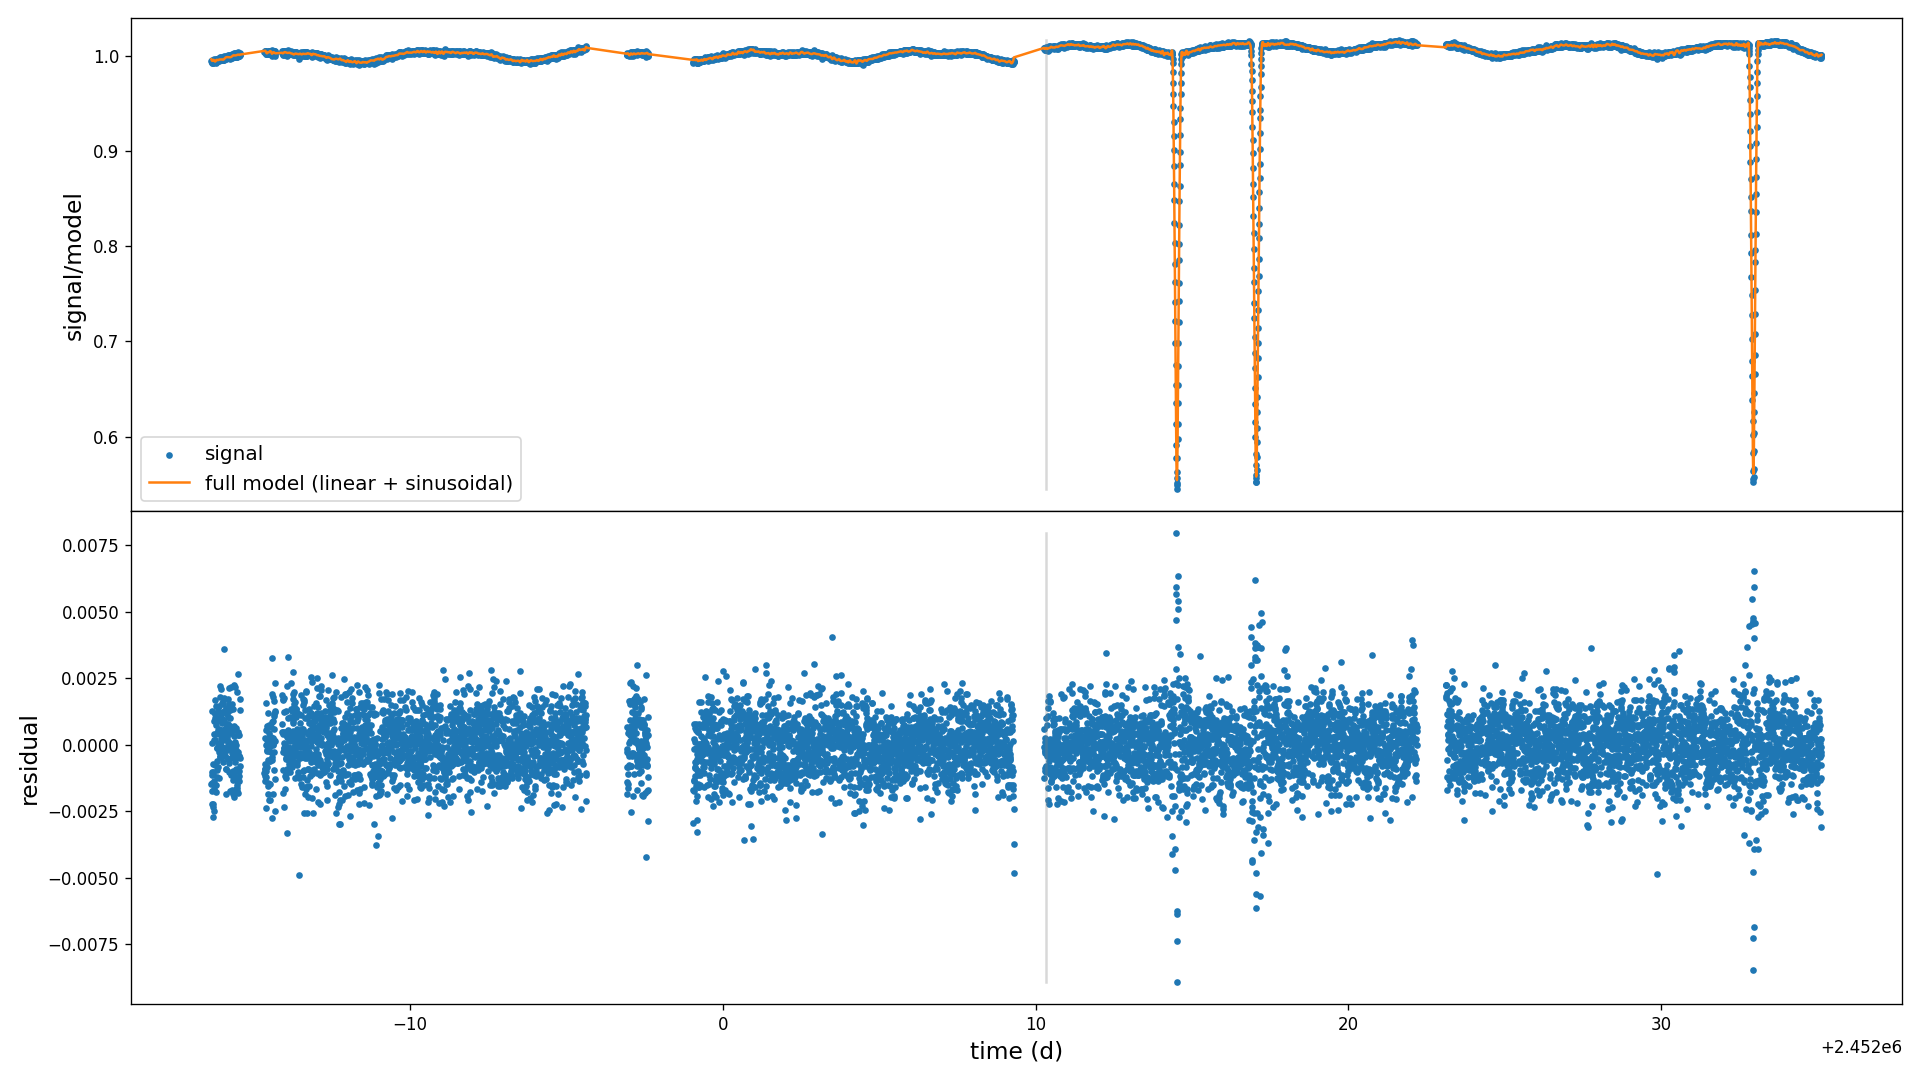 1.0
0.9
0.8
0.7
0.6
signal/model
signal
full model (linear + sinusoidal)
0.0075
0.0050
0.0025
0.0000
−0.0025
−0.0050
−0.0075
residual
−10
0
10
20
30
time (d)
+2.452e6